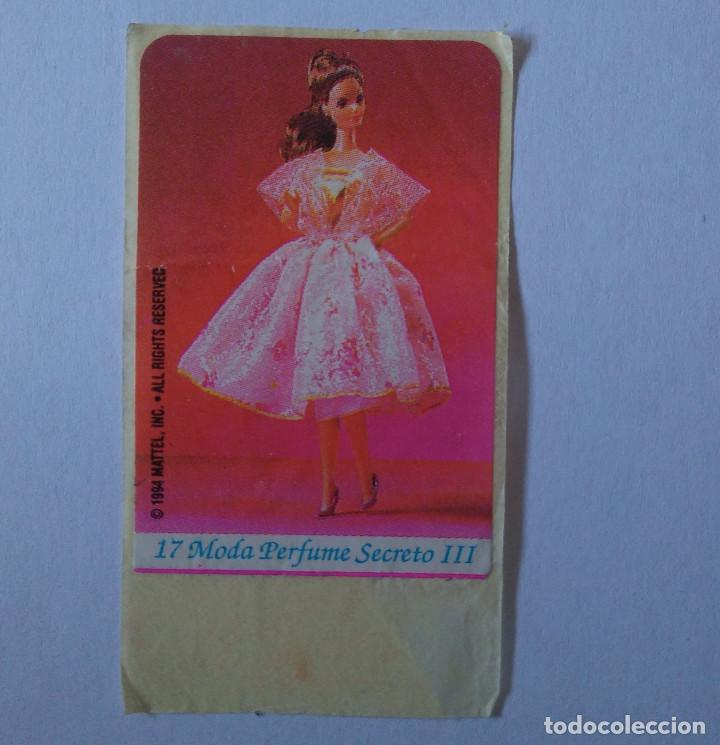 © 1994 MATTEL, INC. • ALL RIGHTS RESERVED
17 Moda Perfume Secreto III
todocoleccion